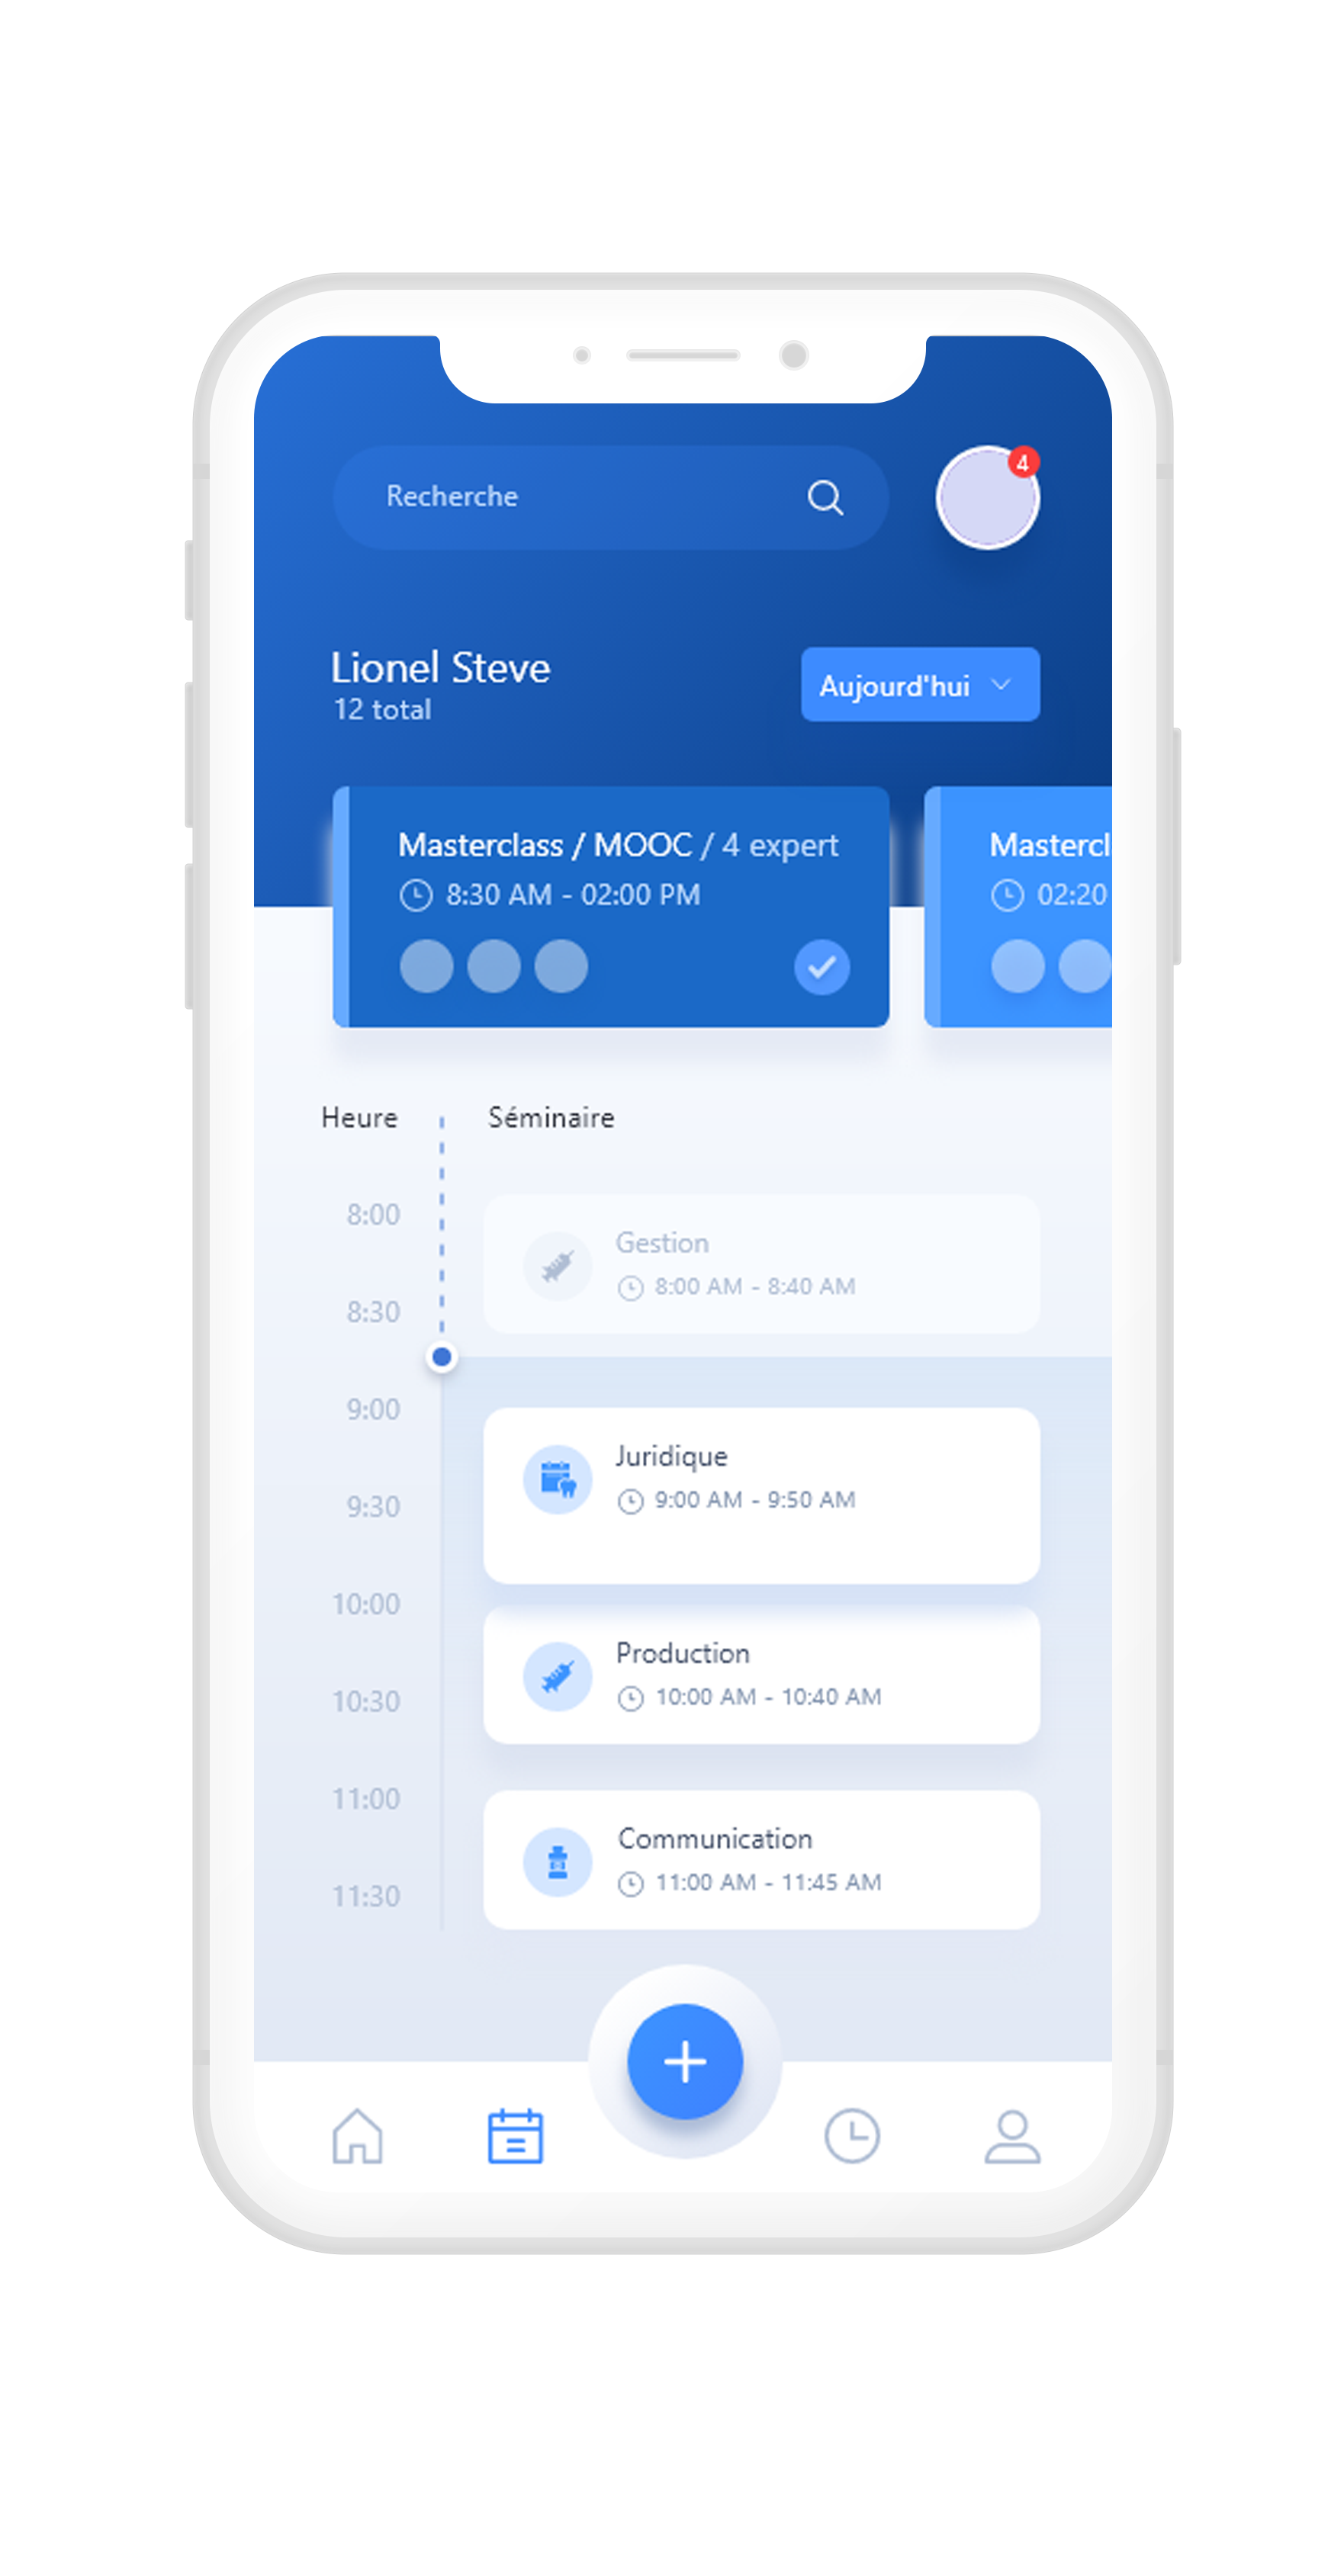 Recherche
4
Lionel Steve
12 total
Aujourd'hui
Masterclass / MOOC / 4 expert
8:30 AM - 02:00 PM
02:20
Heure
Séminaire
8:00
Gestion
8:00 AM - 8:40 AM
8:30
9:00
Juridique
9:00 AM - 9:50 AM
9:30
10:00
Production
10:00 AM - 10:40 AM
10:30
11:00
Communication
11:00 AM - 11:45 AM
11:30